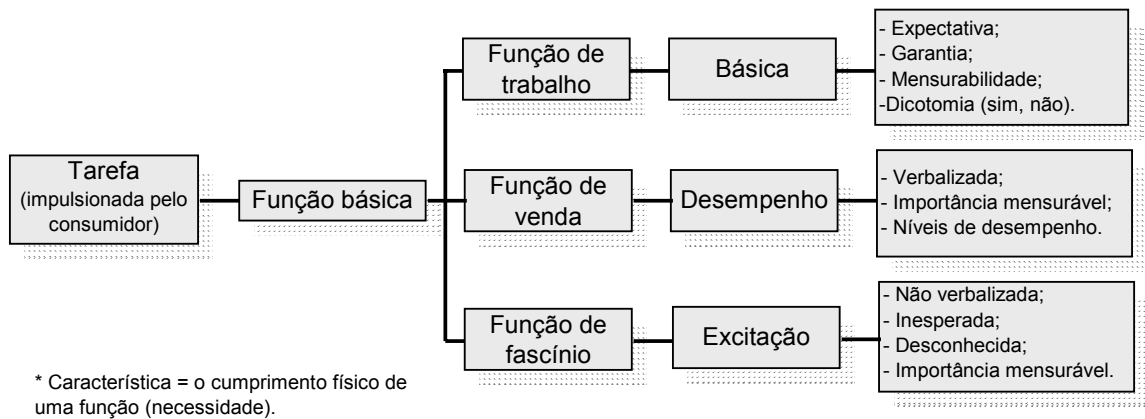 Tarefa
(impulsionada pelo
consumidor)
Função básica
Função de
trabalho
Básica
- Expectativa;
- Garantia;
- Mensurabilidade;
-Dicotomia (sim, não).
Função de
venda
Desempenho
- Verbalizada;
- Importância mensurável;
- Níveis de desempenho.
Função de
fascínio
Excitação
- Não verbalizada;
- Inesperada;
- Desconhecida;
- Importância mensurável.
* Característica = o cumprimento físico de
uma função (necessidade).